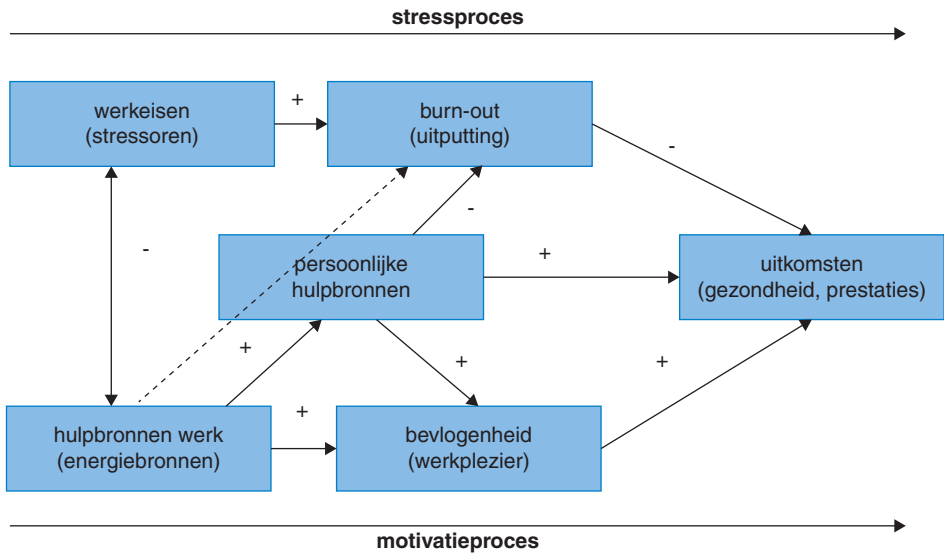 stressproces
werkeisen
(stressoren)
+
burn-out
(uitputting)
-
-
-
persoonlijke
hulpbronnen
+
uitkomsten
(gezondheid, prestaties)
+
+
+
hulpbronnen werk
(energiebronnen)
+
bevlogenheid
(werkplezier)
motivatieproces